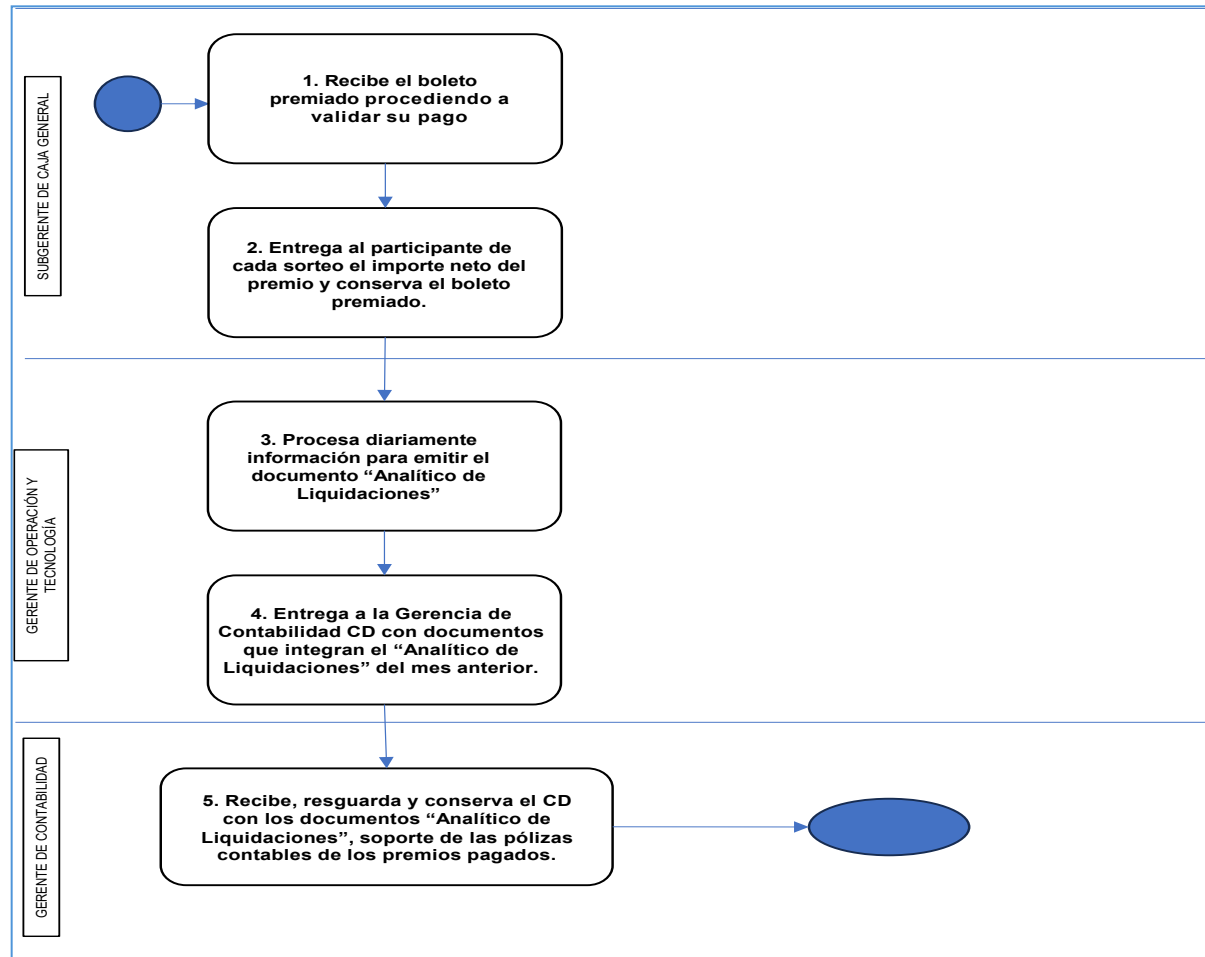 SUBGERENTE DE CAJA GENERAL
1. Recibe el boleto
premiado procediendo a
validar su pago
2. Entrega al participante de
cada sorteo el importe neto del
premio y conserva el boleto
premiado.
GERENTE DE OPERACIÓN Y
TECNOLOGÍA
3. Procesa diariamente
información para emitir el
documento “Analítico de
Liquidaciones”
4. Entrega a la Gerencia de
Contabilidad CD con documentos
que integran el “Analítico de
Liquidaciones” del mes anterior.
GERENTE DE CONTABILIDAD
5. Recibe, resguarda y conserva el CD
con los documentos “Analítico de
Liquidaciones”, soporte de las pólizas
contables de los premios pagados.